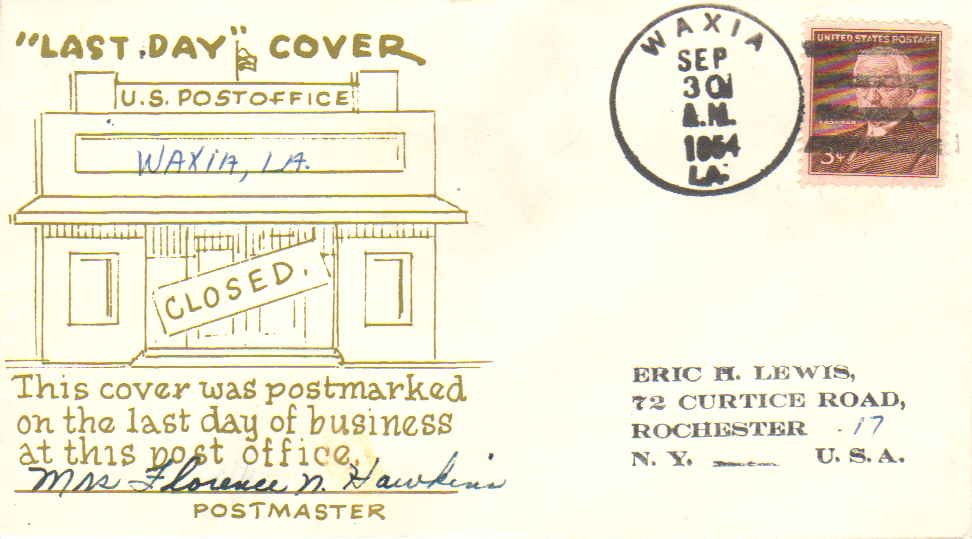 "LAST DAY" COVER
U.S. POSTOFFICE
WAXIA, LA.
CLOSED.
This cover was postmarked
on the last day of business
at this post office.
Mrs Florence N. Hawkins
POSTMASTER
WAXIA
SEP
30
A.M.
1954
LA.
UNITED STATES POSTAGE
3¢
ERIC H. LEWIS,
72 CURTICE ROAD,
ROCHESTER - 17
N. Y. U. S. A.